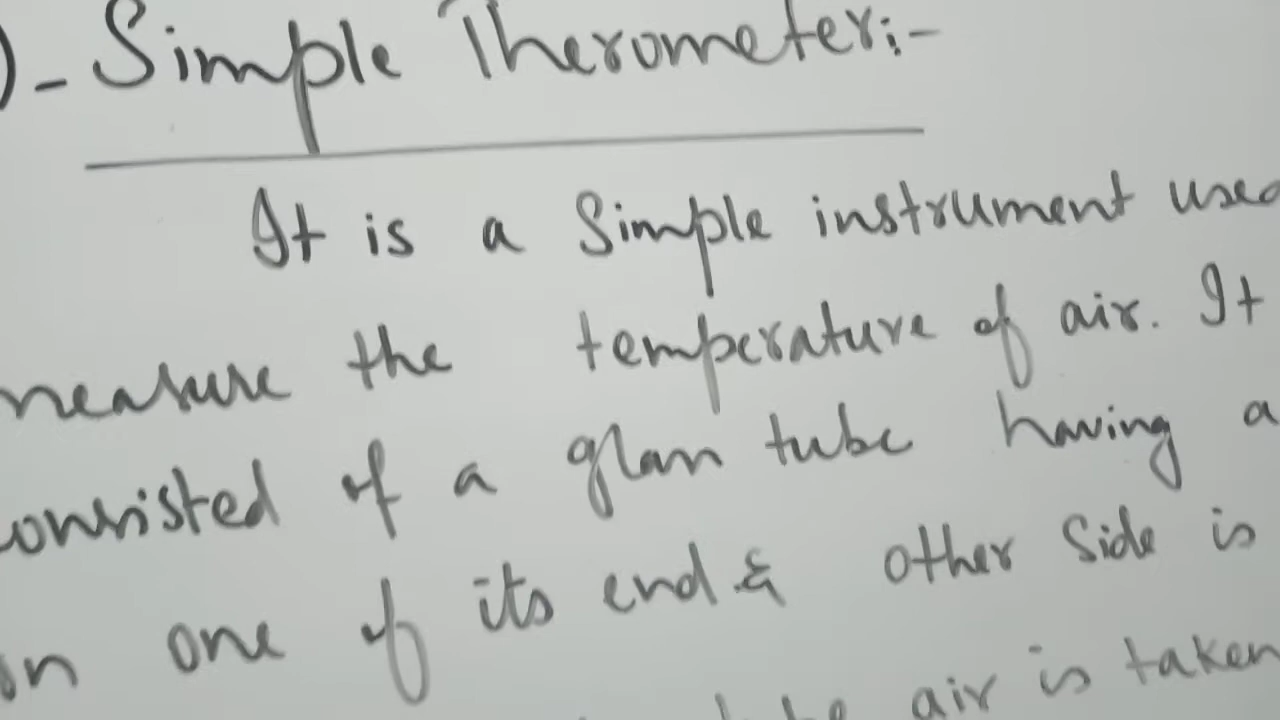 )- Simple Therometer:-
It is a Simple instrument used
measure the temperature of air. It
consisted of a glass tube having a
on one of its end & other Side is
air is taken